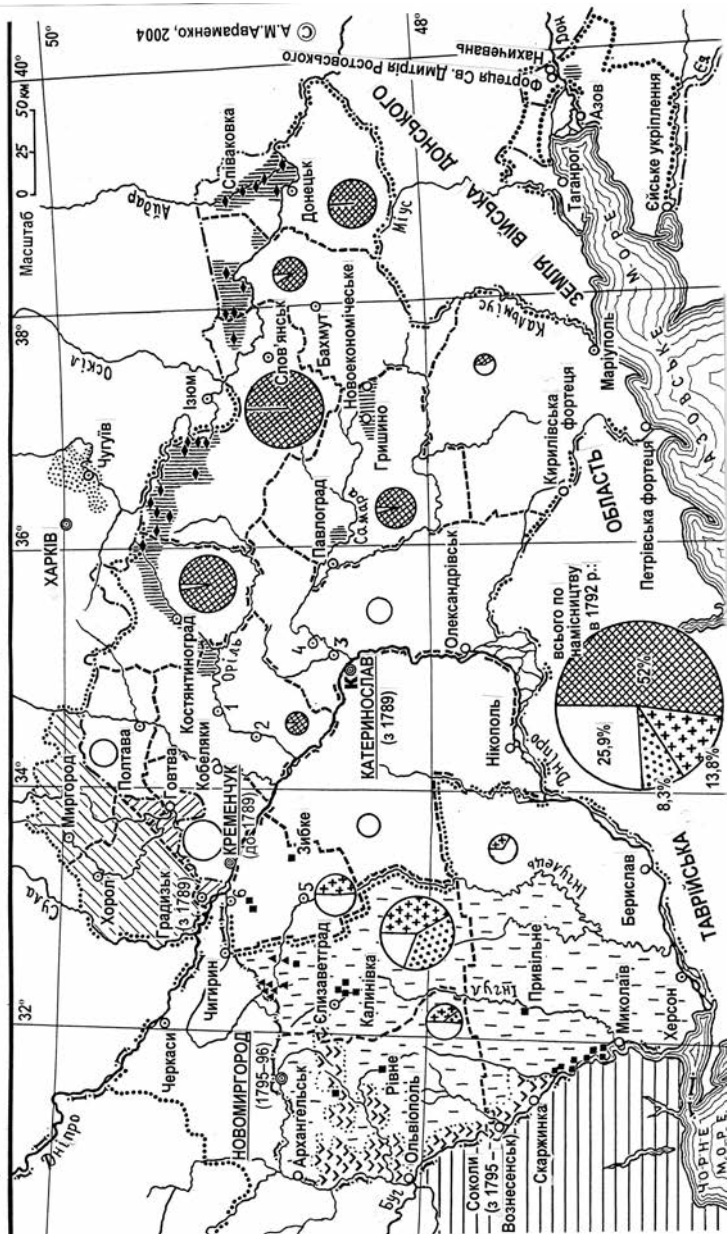 50°
48°
40°
38°
36°
34°
32°
© А.М.Авраменко, 2004
Масштаб
0 25 50 км
Айдар
Співаковка
Донецьк
Міус
ЗЕМЛЯ ВІЙСЬКА ДОНСЬКОГО
Фортеця Св. Дмитрія Ростовського
Нахичевань
Дон
Азов
Таганрог
Єйське укріплення
Оскіл
Ізюм
Слов'янськ
Бахмут
Новоекономічеське
Гришино
Кальміус
Маріуполь
АЗОВСЬКЕ
МОРЕ
Чугуїв
ХАРКІВ
Павлоград
Самара
Кирилівська
фортеця
Петрівська фортеця
Костянтиноград
Оріль
1
2
3
4
К
КАТЕРИНОСЛАВ
(з 1789)
Олександрівськ
ОБЛАСТЬ
всього по
намісництву
в 1792 р.:
52%
25,9%
8,3%
13,8%
Миргород
Полтава
Говтва
Кобеляки
Хорол
Градизьк
(з 1789)
КРЕМЕНЧУК
(до 1789)
Сула
Зибке
Нікополь
Дніпро
5
6
Інгулець
Берислав
ТАВРІЙСЬКА
Чигирин
Черкаси
Дніпро
Єлизаветград
Калинівка
Інгул
Привільне
НОВОМИРГОРОД
(1795-96)
Архангельськ
Рівне
Ольвіополь
Буг
Соколи
(з 1795 -
Вознесенськ)
Скаржинка
Миколаїв
Херсон
ЧОРНЕ
МОРЕ